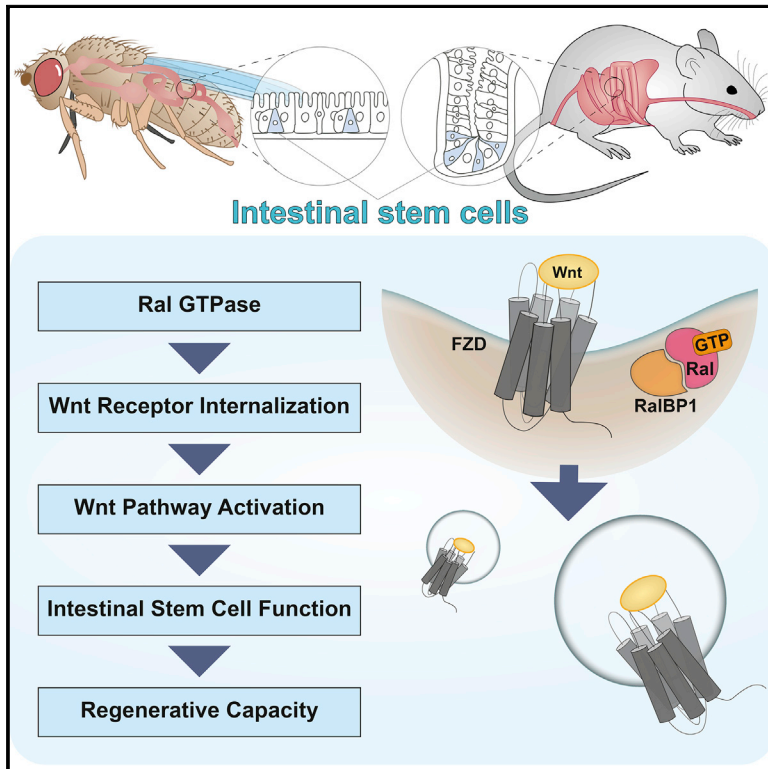 Intestinal stem cells
Ral GTPase
Wnt Receptor Internalization
Wnt Pathway Activation
Intestinal Stem Cell Function
Regenerative Capacity
Wnt
FZD
GTP
Ral
RalBP1